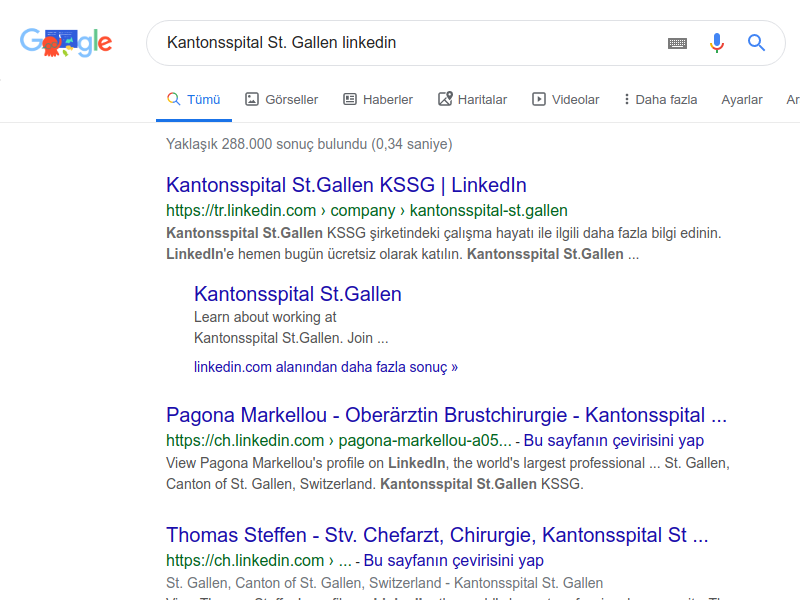 Google
Kantonsspital St. Gallen linkedin
Tümü Görseller Haberler Haritalar Videolar Daha fazla Ayarlar Ar
Yaklaşık 288.000 sonuç bulundu (0,34 saniye)
Kantonsspital St.Gallen KSSG | LinkedIn
https://tr.linkedin.com › company › kantonsspital-st.gallen
Kantonsspital St.Gallen KSSG şirketindeki çalışma hayatı ile ilgili daha fazla bilgi edinin.
LinkedIn'e hemen bugün ücretsiz olarak katılın. Kantonsspital St.Gallen ...
Kantonsspital St.Gallen
Learn about working at
Kantonsspital St.Gallen. Join ...
linkedin.com alanından daha fazla sonuç »
Pagona Markellou - Oberärztin Brustchirurgie - Kantonsspital ...
https://ch.linkedin.com › pagona-markellou-a05... - Bu sayfanın çevirisini yap
View Pagona Markellou's profile on LinkedIn, the world's largest professional ... St. Gallen,
Canton of St. Gallen, Switzerland. Kantonsspital St.Gallen KSSG.
Thomas Steffen - Stv. Chefarzt, Chirurgie, Kantonsspital St ...
https://ch.linkedin.com › ... - Bu sayfanın çevirisini yap
St. Gallen, Canton of St. Gallen, Switzerland - Kantonsspital St. Gallen